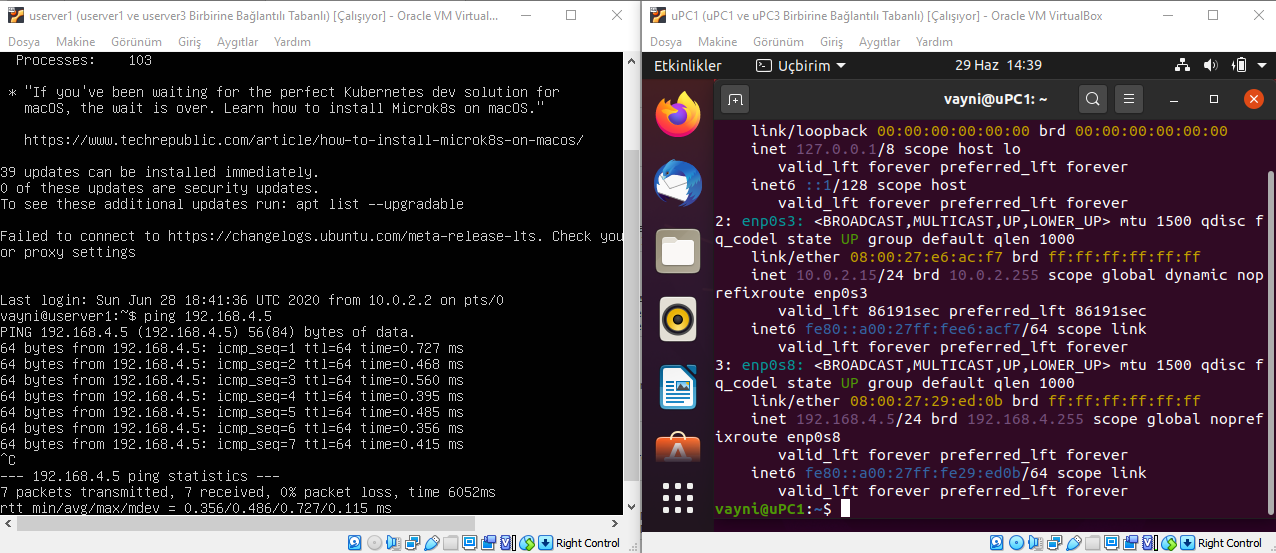 userver1 (userver1 ve userver3 Birbirine Bağlantılı Tabanlı) [Çalışıyor] - Oracle VM Virtual...
Dosya Makine Görünüm Giriş Aygıtlar Yardım
Processes: 103
* "If you've been waiting for the perfect Kubernetes dev solution for
macOS, the wait is over. Learn how to install Microk8s on macOS."
https://www.techrepublic.com/article/how-to-install-microk8s-on-macos/
39 updates can be installed immediately.
0 of these updates are security updates.
To see these additional updates run: apt list --upgradable
Failed to connect to https://changelogs.ubuntu.com/meta-release-lts. Check you
or proxy settings
Last login: Sun Jun 28 18:41:36 UTC 2020 from 10.0.2.2 on pts/0
vayni@userver1:~$ ping 192.168.4.5
PING 192.168.4.5 (192.168.4.5) 56(84) bytes of data.
64 bytes from 192.168.4.5: icmp_seq=1 ttl=64 time=0.727 ms
64 bytes from 192.168.4.5: icmp_seq=2 ttl=64 time=0.468 ms
64 bytes from 192.168.4.5: icmp_seq=3 ttl=64 time=0.560 ms
64 bytes from 192.168.4.5: icmp_seq=4 ttl=64 time=0.395 ms
64 bytes from 192.168.4.5: icmp_seq=5 ttl=64 time=0.485 ms
64 bytes from 192.168.4.5: icmp_seq=6 ttl=64 time=0.356 ms
64 bytes from 192.168.4.5: icmp_seq=7 ttl=64 time=0.415 ms
^C
--- 192.168.4.5 ping statistics ---
7 packets transmitted, 7 received, 0% packet loss, time 6052ms
rtt min/avg/max/mdev = 0.356/0.486/0.727/0.115 ms
Right Control
uPC1 (uPC1 ve uPC3 Birbirine Bağlantılı Tabanlı) [Çalışıyor] - Oracle VM VirtualBox
Dosya Makine Görünüm Giriş Aygıtlar Yardım
Etkinlikler Uçbirim 29 Haz 14:39
vayni@uPC1: ~
link/loopback 00:00:00:00:00:00 brd 00:00:00:00:00:00
inet 127.0.0.1/8 scope host lo
valid_lft forever preferred_lft forever
inet6 ::1/128 scope host
valid_lft forever preferred_lft forever
2: enp0s3: <BROADCAST,MULTICAST,UP,LOWER_UP> mtu 1500 qdisc f
q_codel state UP group default qlen 1000
link/ether 08:00:27:e6:ac:f7 brd ff:ff:ff:ff:ff:ff
inet 10.0.2.15/24 brd 10.0.2.255 scope global dynamic nop
refixroute enp0s3
valid_lft 86191sec preferred_lft 86191sec
inet6 fe80::a00:27ff:fee6:acf7/64 scope link
valid_lft forever preferred_lft forever
3: enp0s8: <BROADCAST,MULTICAST,UP,LOWER_UP> mtu 1500 qdisc f
q_codel state UP group default qlen 1000
link/ether 08:00:27:29:ed:0b brd ff:ff:ff:ff:ff:ff
inet 192.168.4.5/24 brd 192.168.4.255 scope global nopref
ixroute enp0s8
valid_lft forever preferred_lft forever
inet6 fe80::a00:27ff:fe29:ed0b/64 scope link
valid_lft forever preferred_lft forever
vayni@uPC1:~$
Right Control